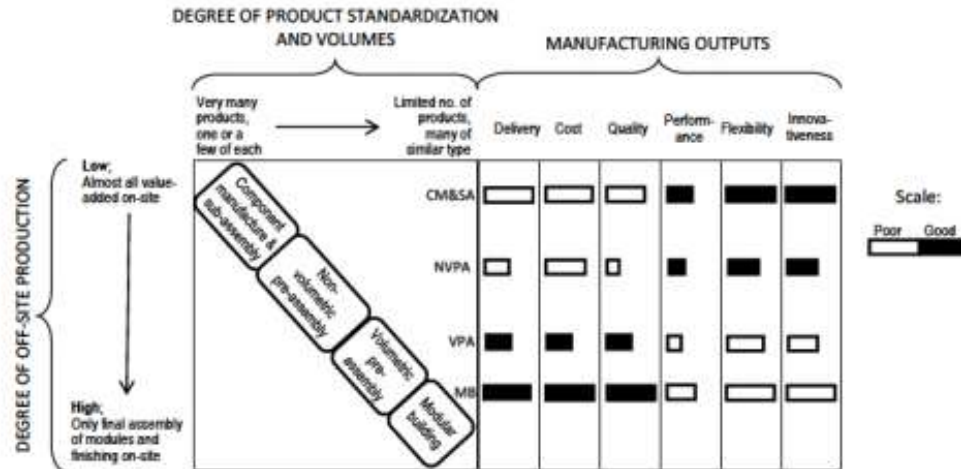 DEGREE OF PRODUCT STANDARDIZATION
AND VOLUMES
MANUFACTURING OUTPUTS
Very many
products,
one or a
few of each
Limited no. of
products,
many of
similar type
Delivery
Cost
Quality
Perform-
ance
Flexibility
Innova-
tiveness
DEGREE OF OFF-SITE PRODUCTION
Low;
Almost all value-
added on-site
High;
Only final assembly
of modules and
finishing on-site
Component
manufacture &
sub-assembly
Non-
volumetric
pre-assembly
Volumetric
pre-
assembly
Modular
building
CM&SA
NVPA
VPA
MB
Scale:
Poor Good